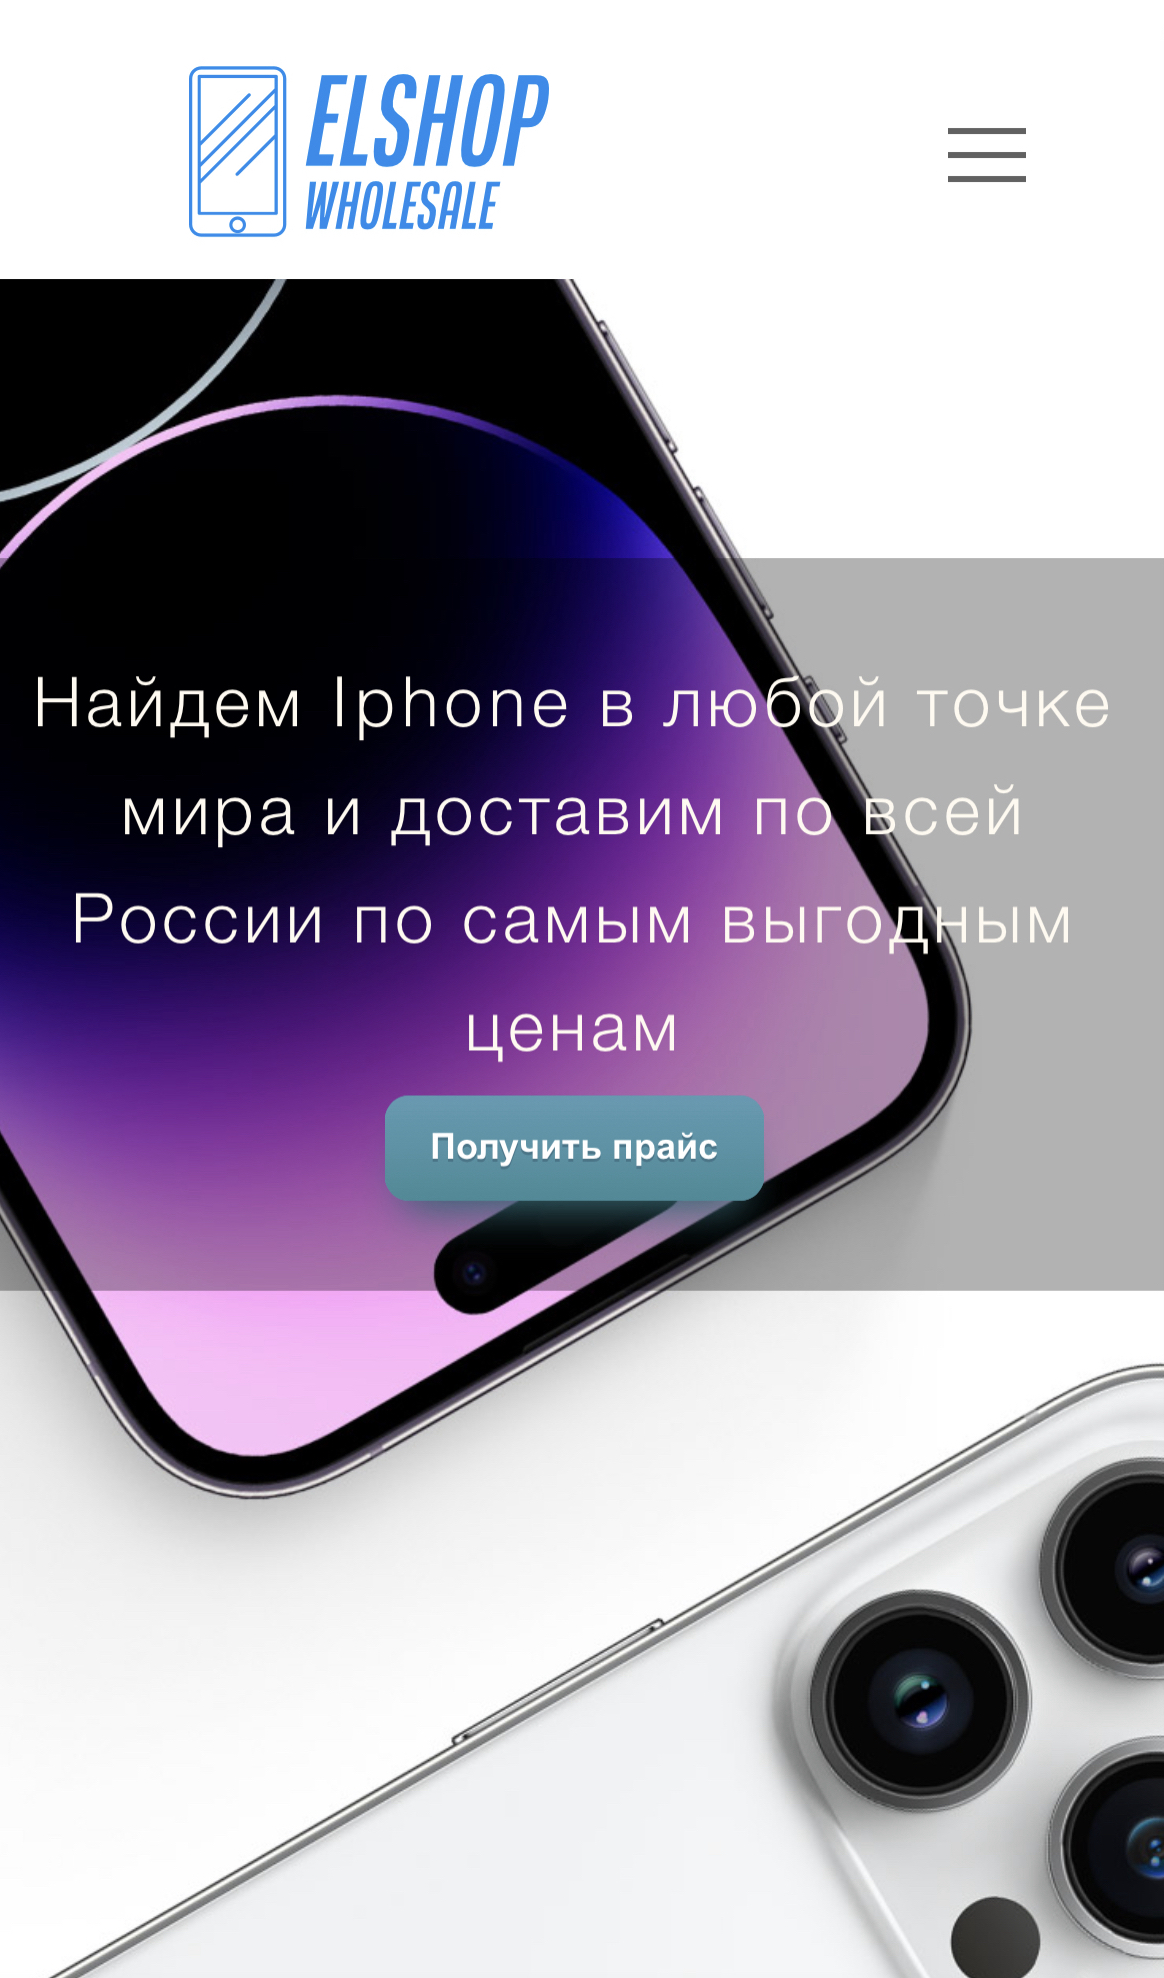 ELSHOP
WHOLESALE
Найдем Iphone в любой точке
мира и доставим по всей
России по самым выгодным
ценам
Получить прайс